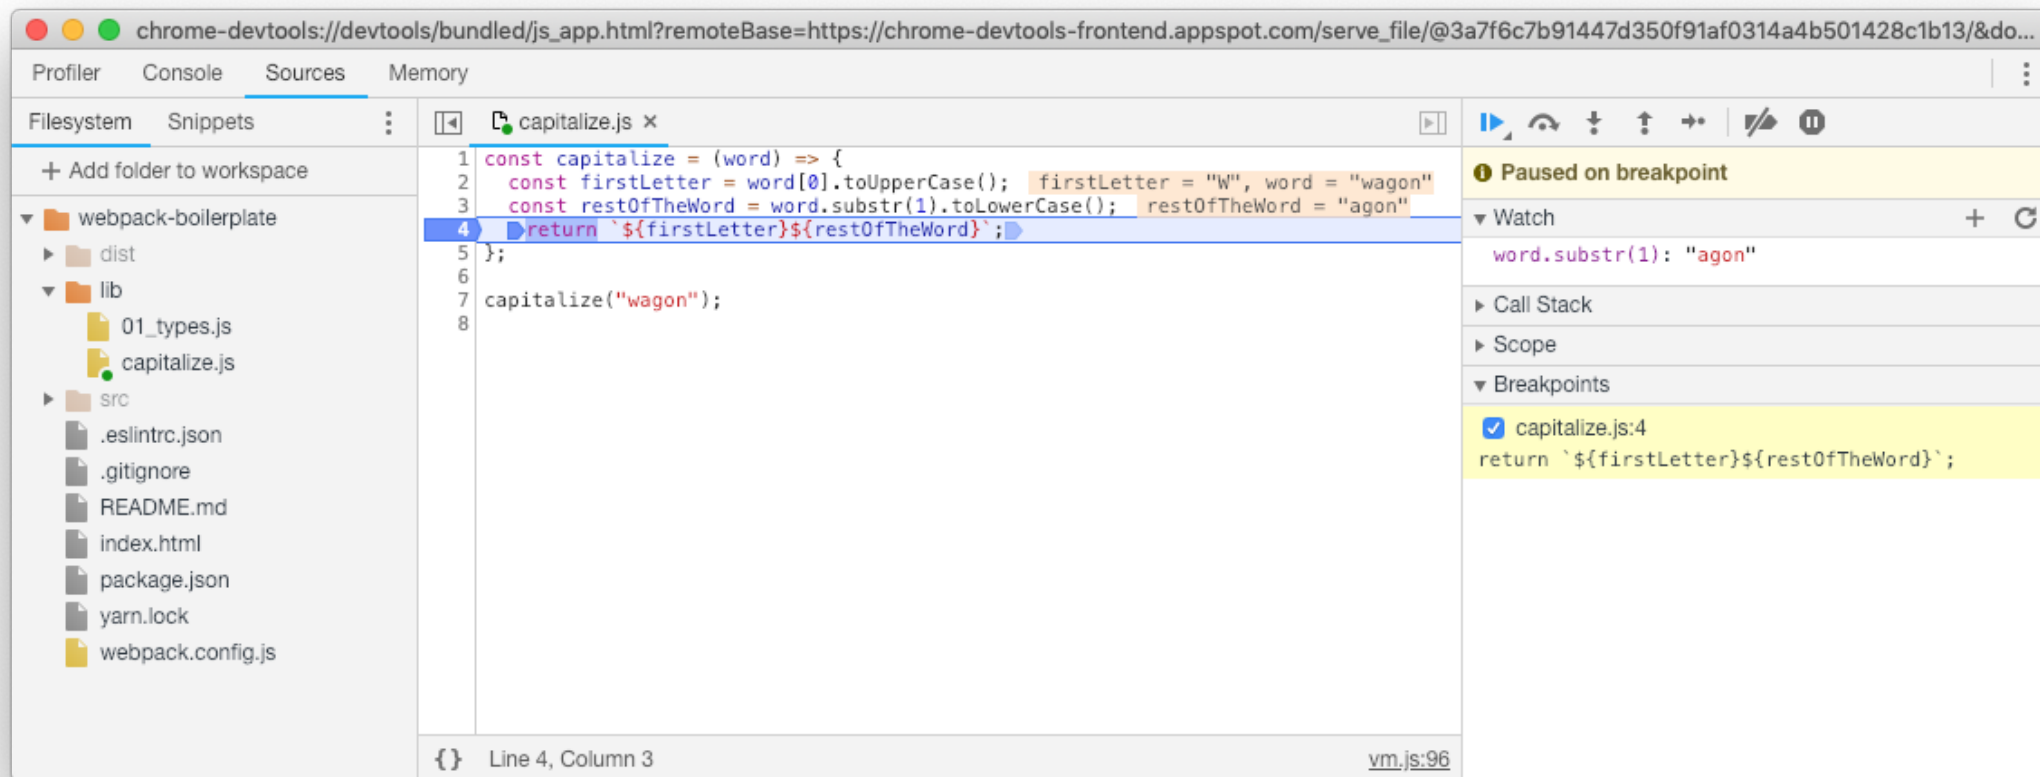 chrome-devtools://devtools/bundled/js_app.html?remoteBase=https://chrome-devtools-frontend.appspot.com/serve_file/@3a7f6c7b91447d350f91af0314a4b501428c1b13/&do...
Profiler Console Sources Memory
Filesystem Snippets
+ Add folder to workspace
webpack-boilerplate
dist
lib
01_types.js
capitalize.js
src
.eslintrc.json
.gitignore
README.md
index.html
package.json
yarn.lock
webpack.config.js
capitalize.js ×
1 const capitalize = (word) => {
2 const firstLetter = word[0].toUpperCase(); firstLetter = "W", word = "wagon"
3 const restOfTheWord = word.substr(1).toLowerCase(); restOfTheWord = "agon"
4 return `${firstLetter}${restOfTheWord}`;
5 };
6
7 capitalize("wagon");
8
{} Line 4, Column 3 vm.js:96
Paused on breakpoint
Watch
word.substr(1): "agon"
Call Stack
Scope
Breakpoints
capitalize.js:4
return `${firstLetter}${restOfTheWord}`;